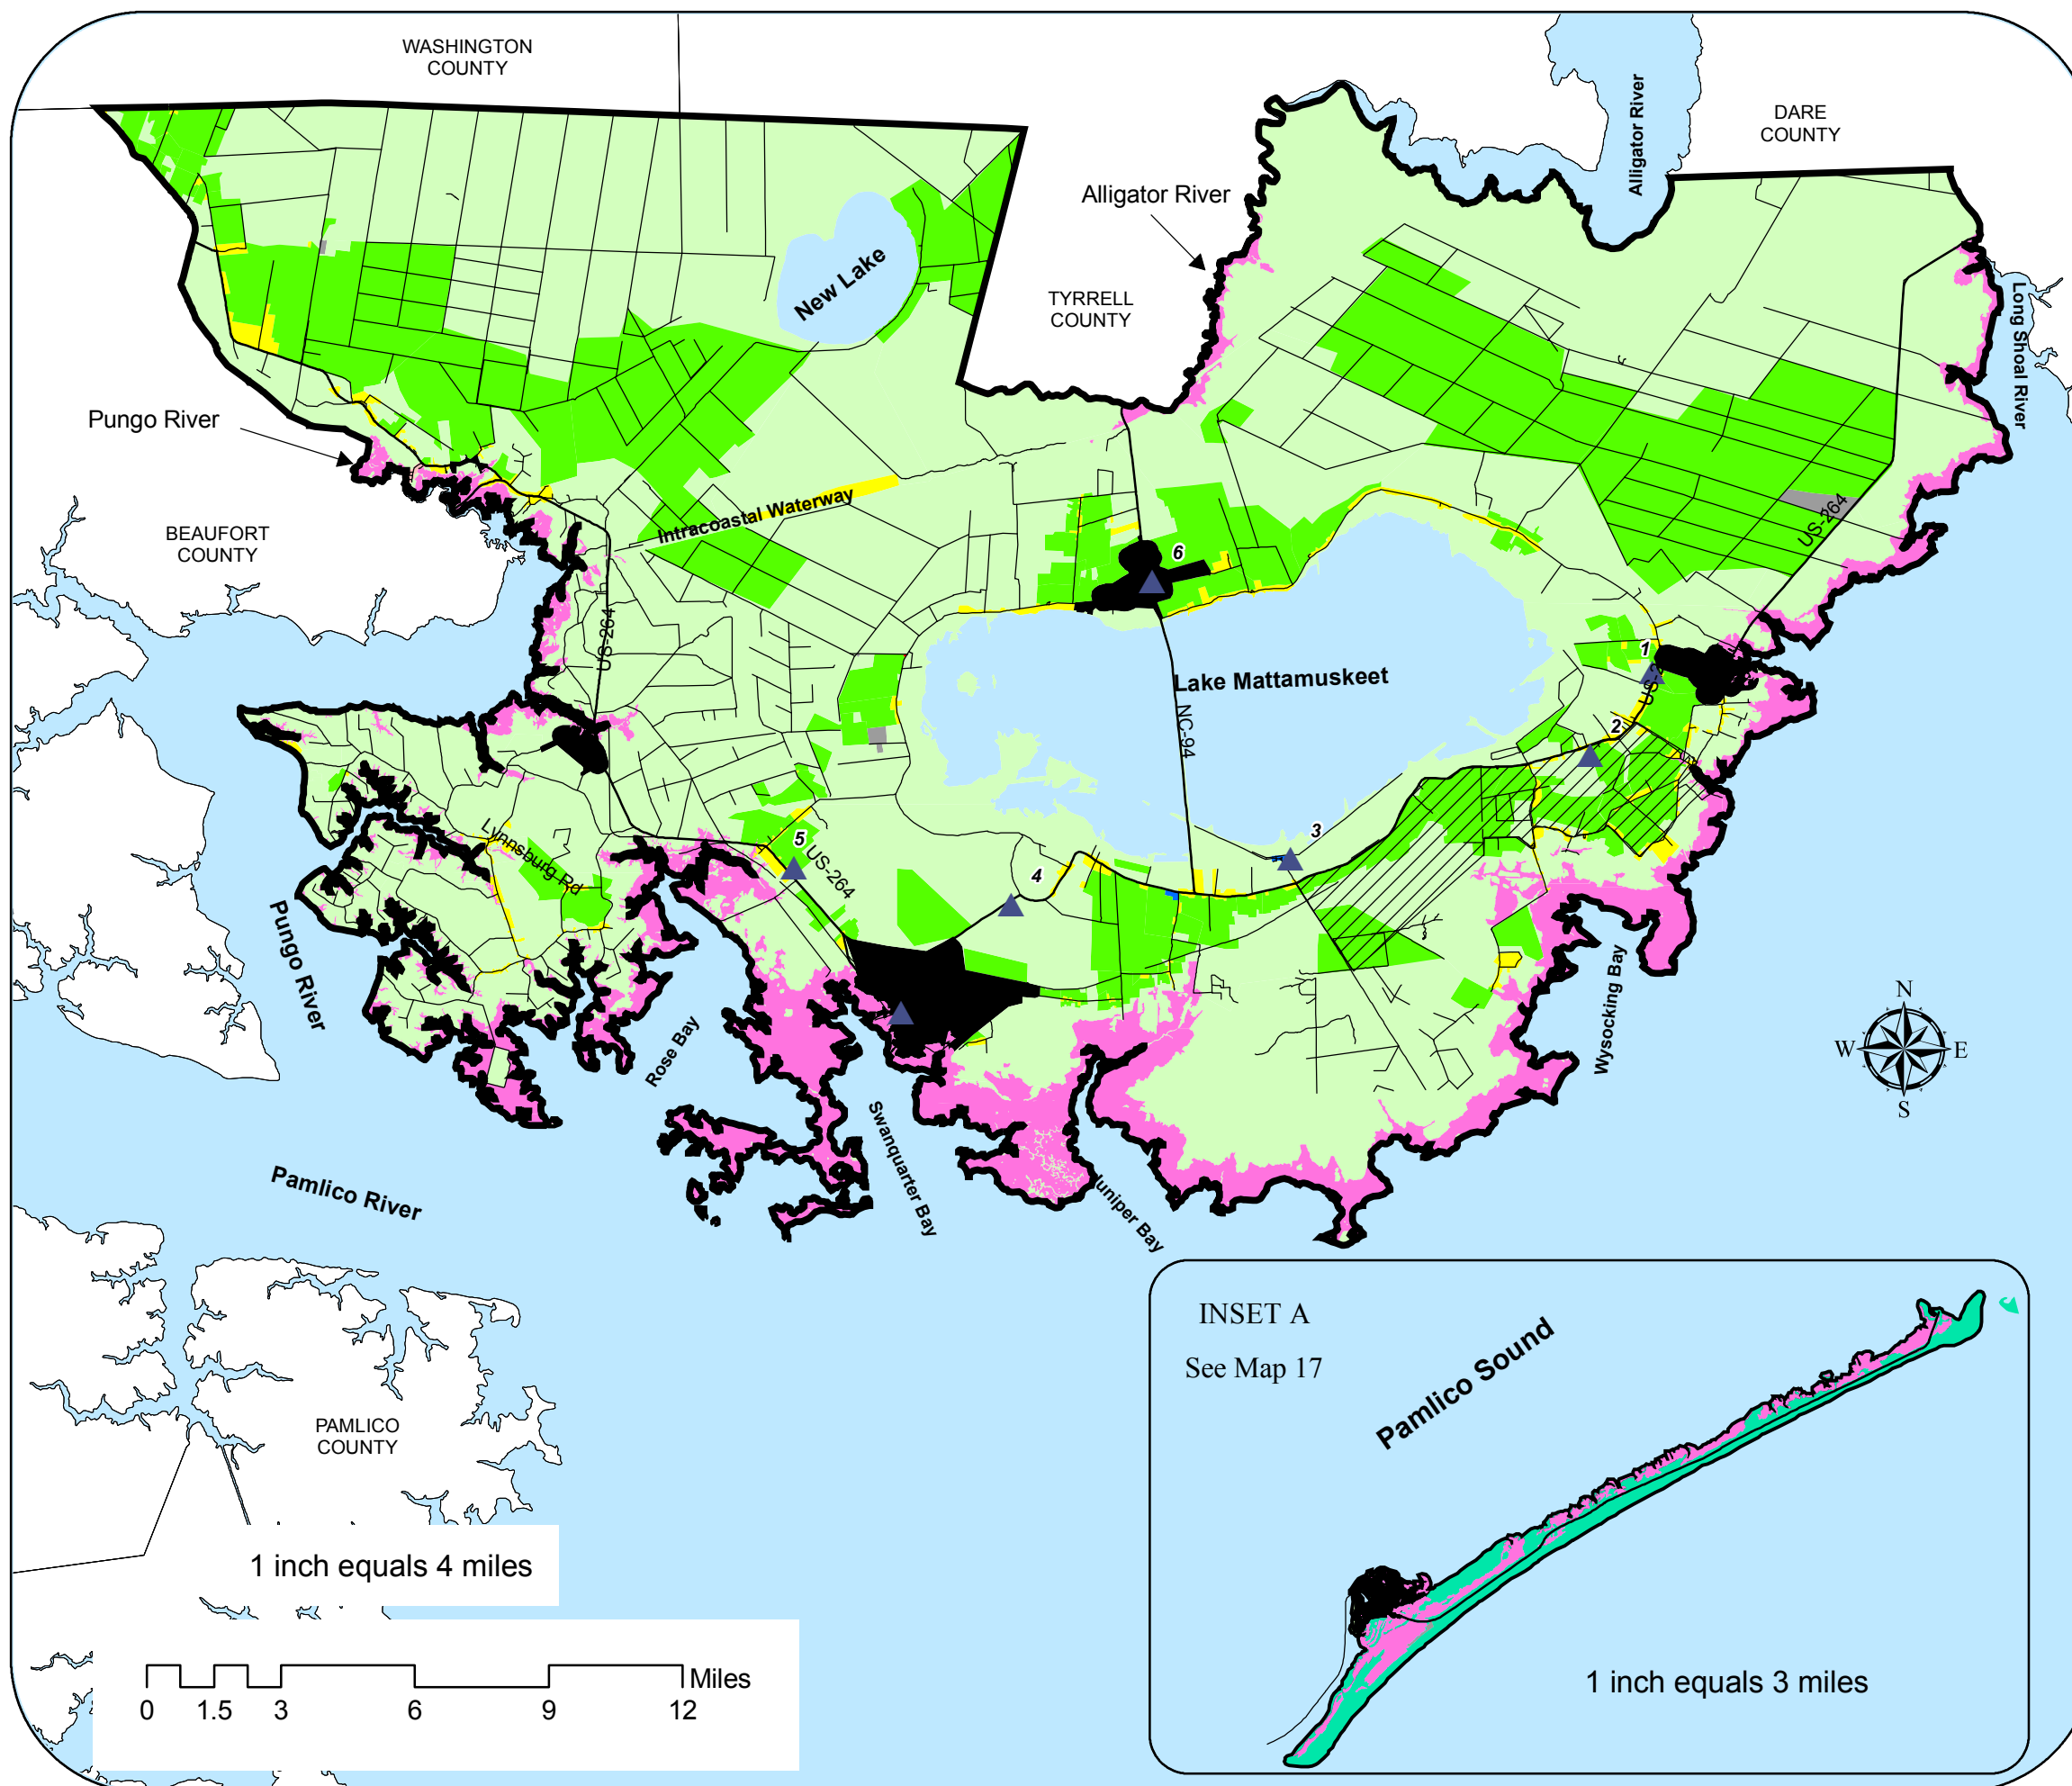 WASHINGTON
COUNTY
Alligator River
DARE
COUNTY
Alligator River
New Lake
TYRRELL
COUNTY
Long Shoal River
Pungo River
Intracoastal Waterway
US-264
BEAUFORT
COUNTY
6
US-264
1
Lake Mattamuskeet
NC-94
2
Lynnsburg Rd
5
US-264
3
4
Pungo River
Rose Bay
Wysocking Bay
N
W
E
S
Swanquarter Bay
Juniper Bay
Pamlico River
INSET A
See Map 17
Pamlico Sound
PAMLICO
COUNTY
1 inch equals 4 miles
1 inch equals 3 miles
Miles
0 1.5 3 6 9 12